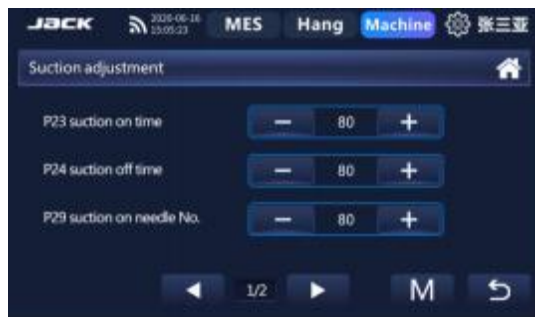 JACK
2020-06-16
15:05:23
MES
Hang
Machine
张三亚
Suction adjustment
P23 suction on time
80
P24 suction off time
80
P29 suction on needle No.
80
1/2
M